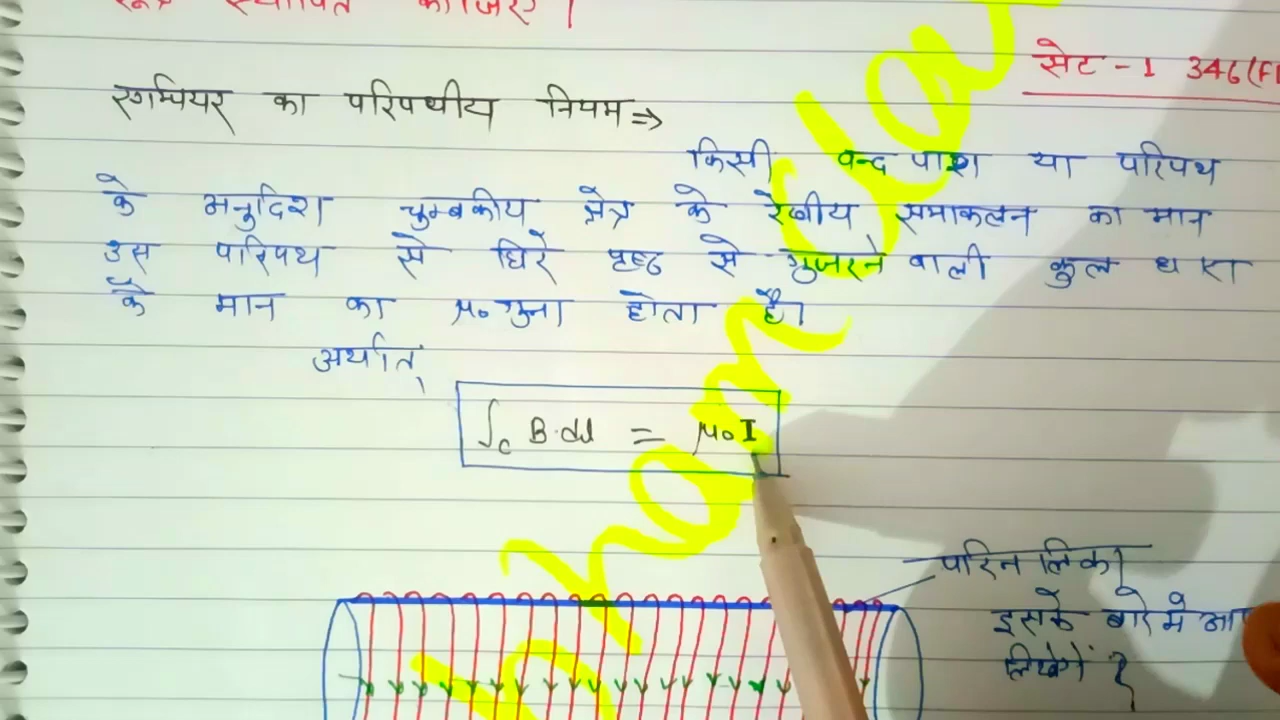 सूत्र स्थापित कीजिए।
सेट - 1 346(F
एम्पियर का परिपथीय नियम ⇒
किसी बन्द पाश या परिपथ
के अनुदिश चुम्बकीय क्षेत्र के रेखीय समाकलन का मान
उस परिपथ से घिरे पृष्ठ से गुजरने वाली कुल धारा
के मान का μ₀ गुना होता है।
अर्थात्,
∫c B·dl = μ₀I
परिनलिका
इसके बारे मे आ
लिखेगें ?